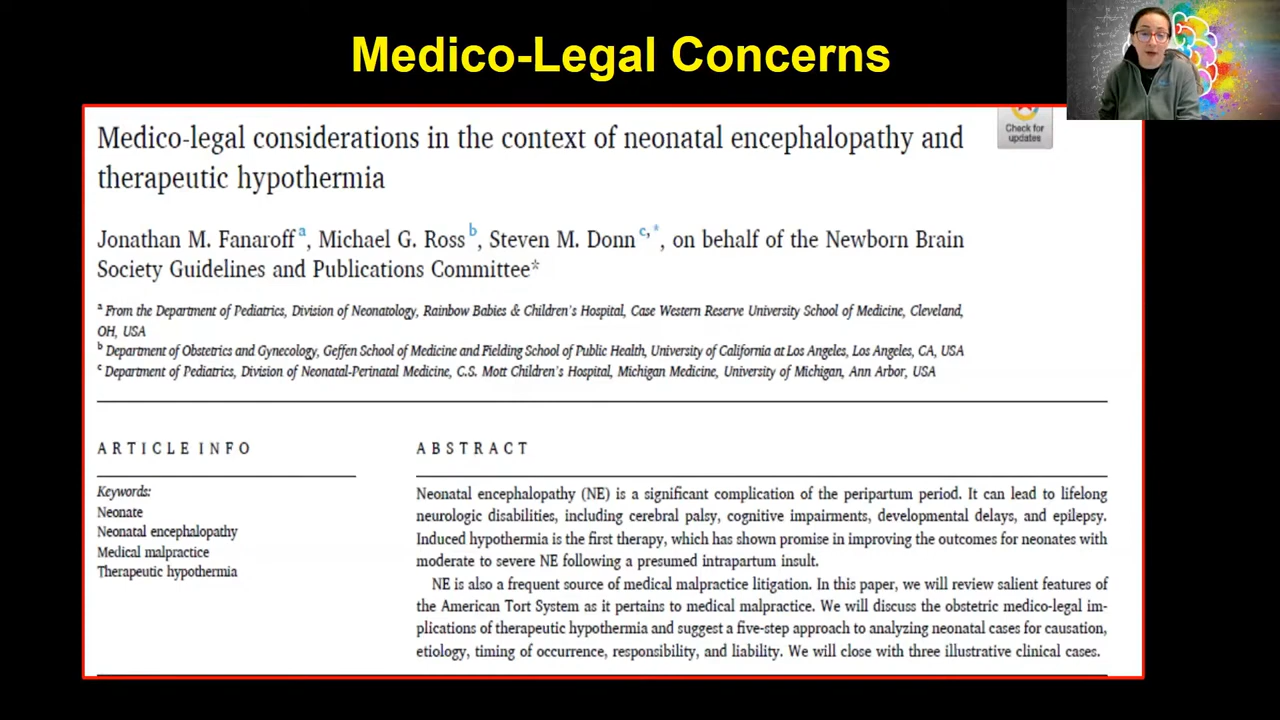 Medico-Legal Concerns
Check for
updates
Medico-legal considerations in the context of neonatal encephalopathy and
therapeutic hypothermia
Jonathan M. Fanaroff a, Michael G. Ross b, Steven M. Donn c,*, on behalf of the Newborn Brain
Society Guidelines and Publications Committee*
a From the Department of Pediatrics, Division of Neonatology, Rainbow Babies & Children's Hospital, Case Western Reserve University School of Medicine, Cleveland,
OH, USA
b Department of Obstetrics and Gynecology, Geffen School of Medicine and Fielding School of Public Health, University of California at Los Angeles, Los Angeles, CA, USA
c Department of Pediatrics, Division of Neonatal-Perinatal Medicine, C.S. Mott Children's Hospital, Michigan Medicine, University of Michigan, Ann Arbor, USA
ARTICLE INFO
Keywords:
Neonate
Neonatal encephalopathy
Medical malpractice
Therapeutic hypothermia
ABSTRACT
Neonatal encephalopathy (NE) is a significant complication of the peripartum period. It can lead to lifelong
neurologic disabilities, including cerebral palsy, cognitive impairments, developmental delays, and epilepsy.
Induced hypothermia is the first therapy, which has shown promise in improving the outcomes for neonates with
moderate to severe NE following a presumed intrapartum insult.
NE is also a frequent source of medical malpractice litigation. In this paper, we will review salient features of
the American Tort System as it pertains to medical malpractice. We will discuss the obstetric medico-legal im-
plications of therapeutic hypothermia and suggest a five-step approach to analyzing neonatal cases for causation,
etiology, timing of occurrence, responsibility, and liability. We will close with three illustrative clinical cases.